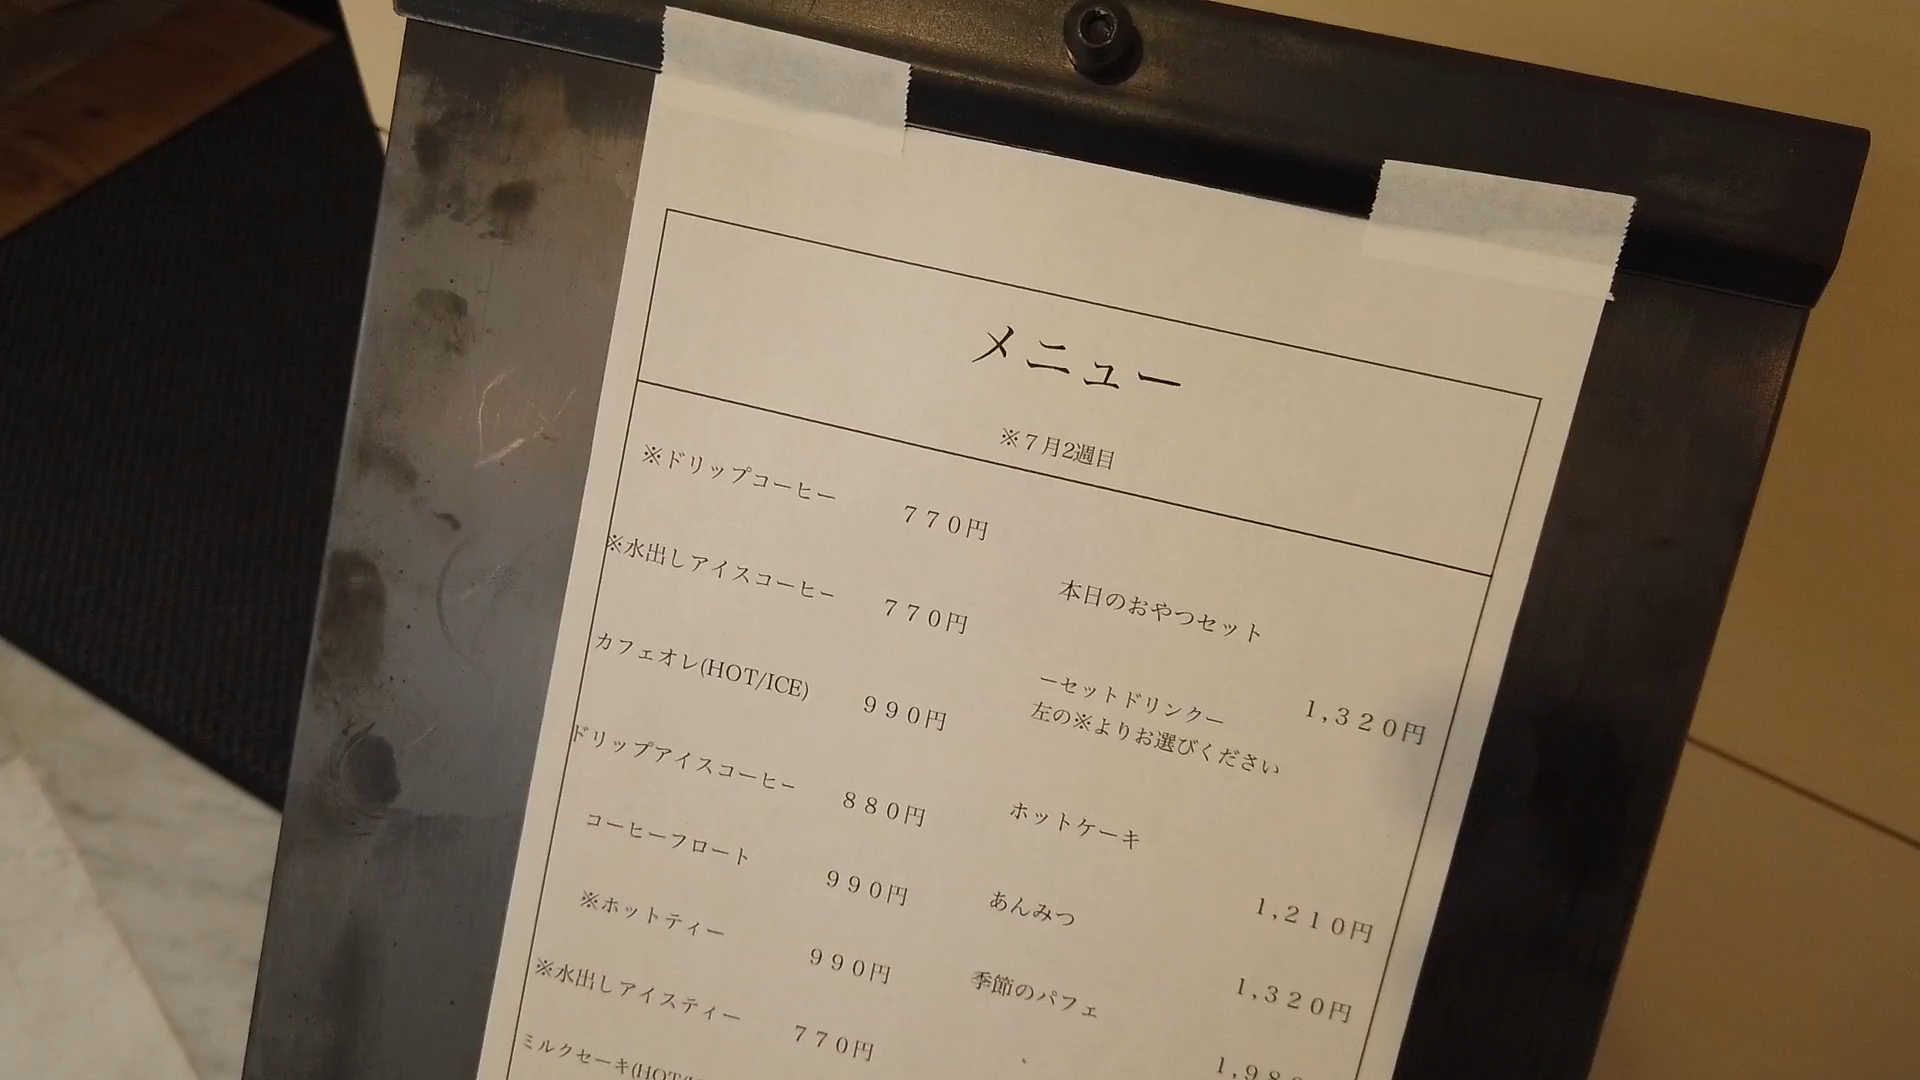 メニュー
※７月2週目
※ドリップコーヒー ７７０円
※水出しアイスコーヒー ７７０円
カフェオレ(HOT/ICE) ９９０円
ドリップアイスコーヒー ８８０円
コーヒーフロート ９９０円
※ホットティー ９９０円
※水出しアイスティー ７７０円
ミルクセーキ(HOT/
本日のおやつセット
ーセットドリンクー １,３２０円
左の※よりお選びください
ホットケーキ １,２１０円
あんみつ １,３２０円
季節のパフェ